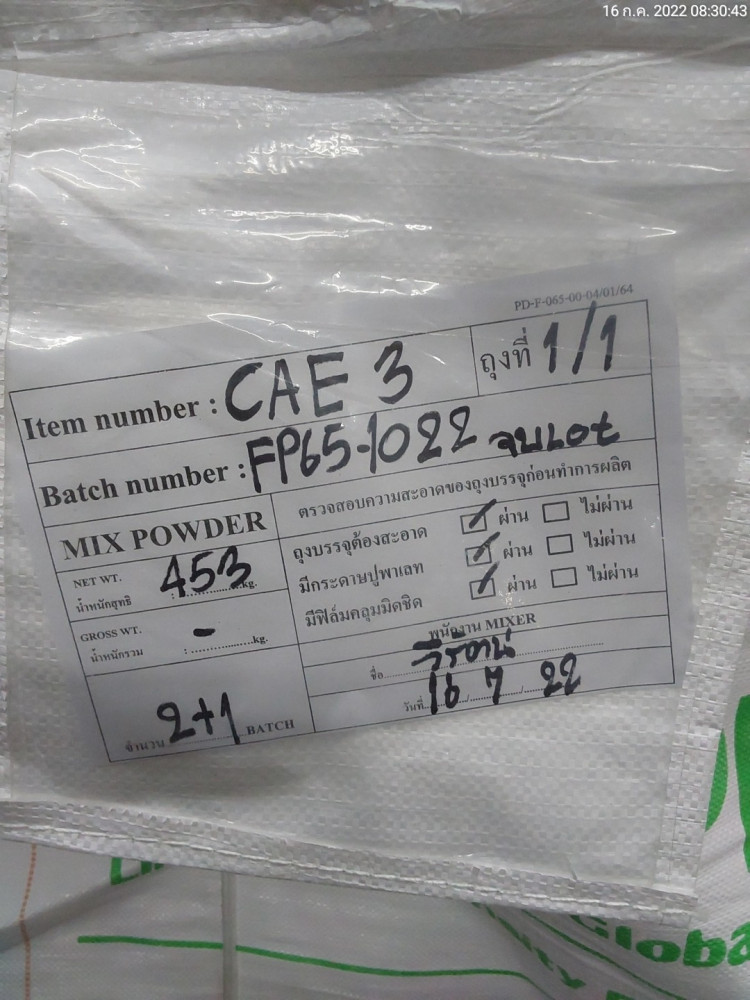 16 ก.ค. 2022 08:30:43
PD-F-065-00-04/01/64
Item number : CAE 3
ถุงที่ 1/1
Batch number : FP65-1022 จบLot
MIX POWDER
ตรวจสอบความสะอาดของถุงบรรจุก่อนทำการผลิต
ถุงบรรจุต้องสะอาด ผ่าน ไม่ผ่าน
มีกระดาษปูพาเลท ผ่าน ไม่ผ่าน
มีฟิล์มคลุมมิดชิด ผ่าน ไม่ผ่าน
NET WT.
น้ำหนักสุทธิ : 453 kg.
GROSS WT. -
น้ำหนักรวม : ...............kg.
พนักงาน MIXER
ชื่อ
วันที่ 16/7/22
จำนวน 2+1 BATCH
Globa